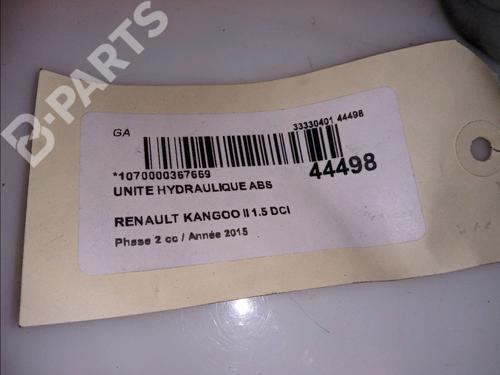 B-PARTS
GA
33330401 44498
*1070000367669
UNITE HYDRAULIQUE ABS
44498
RENAULT KANGOO II 1.5 DCI
Phase 2 cc / Année 2015